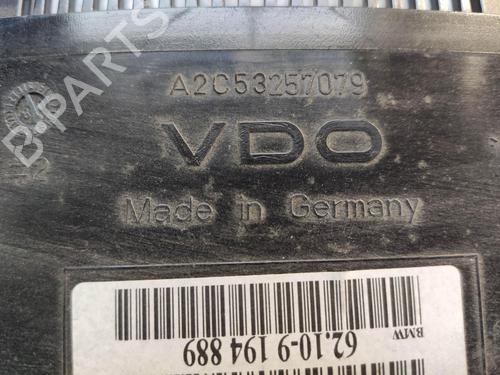 B-PARTS
A2C53257079
VDO
Made in Germany
BMW
62.10-9 194 889